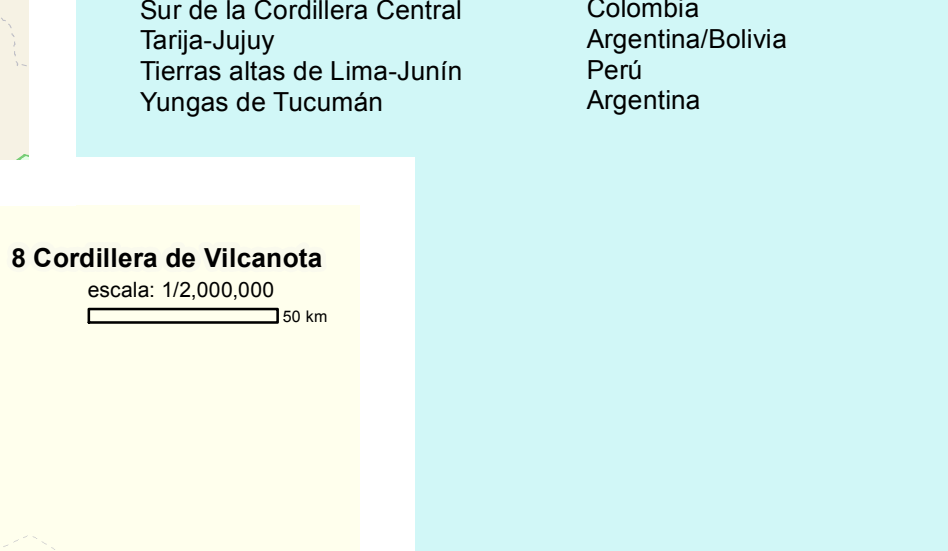 Sur de la Cordillera Central Colombia
Tarija-Jujuy Argentina/Bolivia
Tierras altas de Lima-Junín Perú
Yungas de Tucumán Argentina
8 Cordillera de Vilcanota
escala: 1/2,000,000
50 km